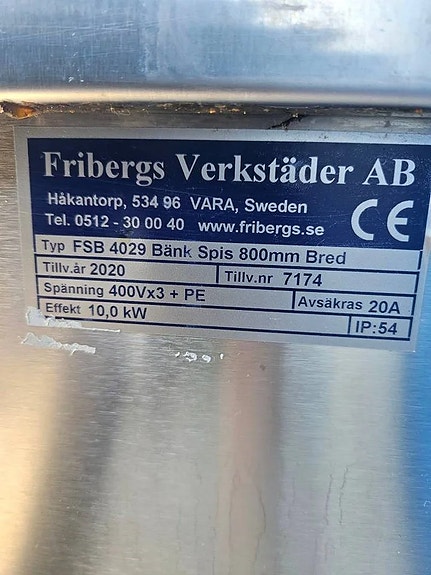 Fribergs Verkstäder AB
Håkantorp, 534 96 VARA, Sweden
Tel. 0512 - 30 00 40 www.fribergs.se
CE
Typ FSB 4029 Bänk Spis 800mm Bred
Tillv.år 2020 Tillv.nr 7174
Spänning 400Vx3 + PE Avsäkras 20A
Effekt 10,0 kW IP:54